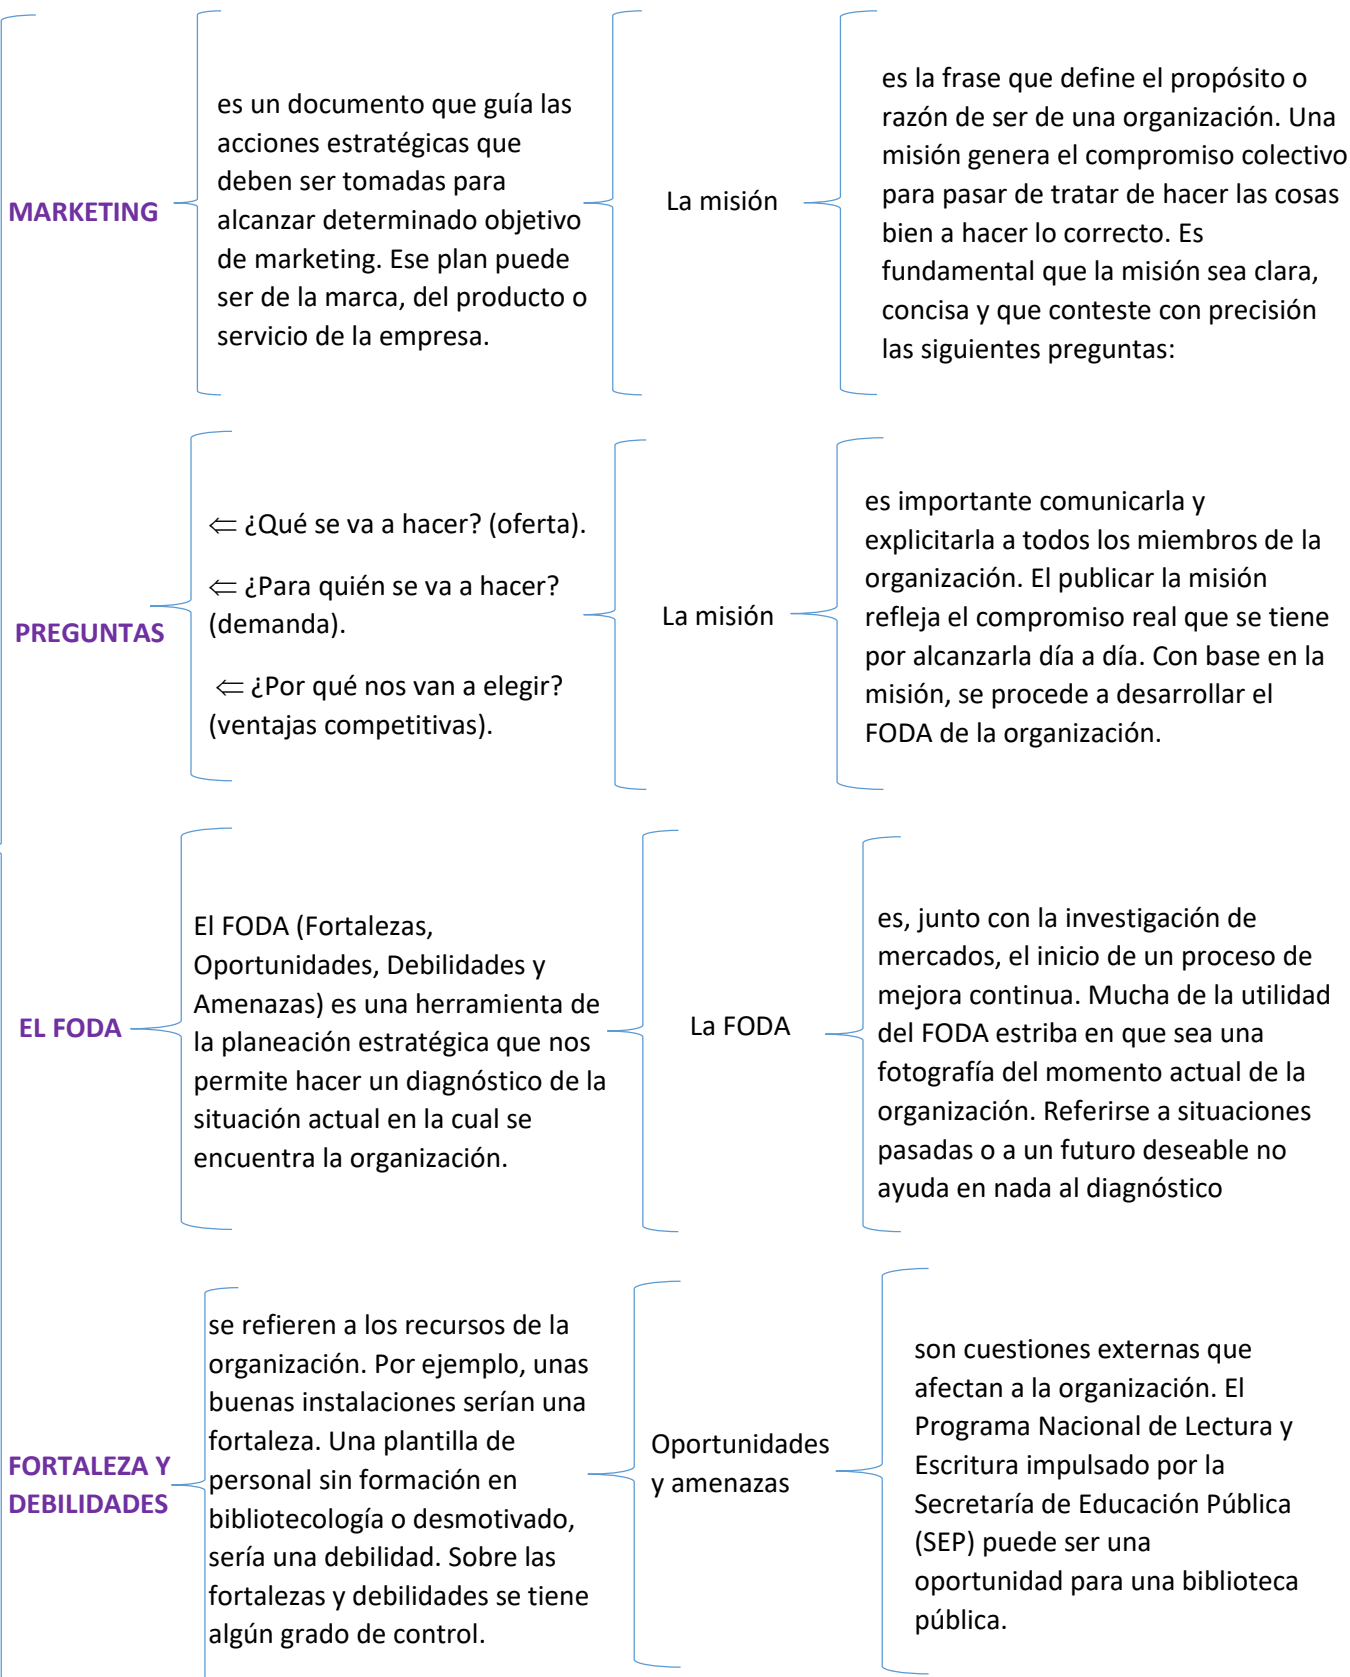 MARKETING
es un documento que guía las
acciones estratégicas que
deben ser tomadas para
alcanzar determinado objetivo
de marketing. Ese plan puede
ser de la marca, del producto o
servicio de la empresa.
La misión
es la frase que define el propósito o
razón de ser de una organización. Una
misión genera el compromiso colectivo
para pasar de tratar de hacer las cosas
bien a hacer lo correcto. Es
fundamental que la misión sea clara,
concisa y que conteste con precisión
las siguientes preguntas:
PREGUNTAS
⇐ ¿Qué se va a hacer? (oferta).
⇐ ¿Para quién se va a hacer?
(demanda).
⇐ ¿Por qué nos van a elegir?
(ventajas competitivas).
La misión
es importante comunicarla y
explicitarla a todos los miembros de la
organización. El publicar la misión
refleja el compromiso real que se tiene
por alcanzarla día a día. Con base en la
misión, se procede a desarrollar el
FODA de la organización.
EL FODA
El FODA (Fortalezas,
Oportunidades, Debilidades y
Amenazas) es una herramienta de
la planeación estratégica que nos
permite hacer un diagnóstico de la
situación actual en la cual se
encuentra la organización.
La FODA
es, junto con la investigación de
mercados, el inicio de un proceso de
mejora continua. Mucha de la utilidad
del FODA estriba en que sea una
fotografía del momento actual de la
organización. Referirse a situaciones
pasadas o a un futuro deseable no
ayuda en nada al diagnóstico
FORTALEZA Y
DEBILIDADES
se refieren a los recursos de la
organización. Por ejemplo, unas
buenas instalaciones serían una
fortaleza. Una plantilla de
personal sin formación en
bibliotecología o desmotivado,
sería una debilidad. Sobre las
fortalezas y debilidades se tiene
algún grado de control.
Oportunidades
y amenazas
son cuestiones externas que
afectan a la organización. El
Programa Nacional de Lectura y
Escritura impulsado por la
Secretaría de Educación Pública
(SEP) puede ser una
oportunidad para una biblioteca
pública.